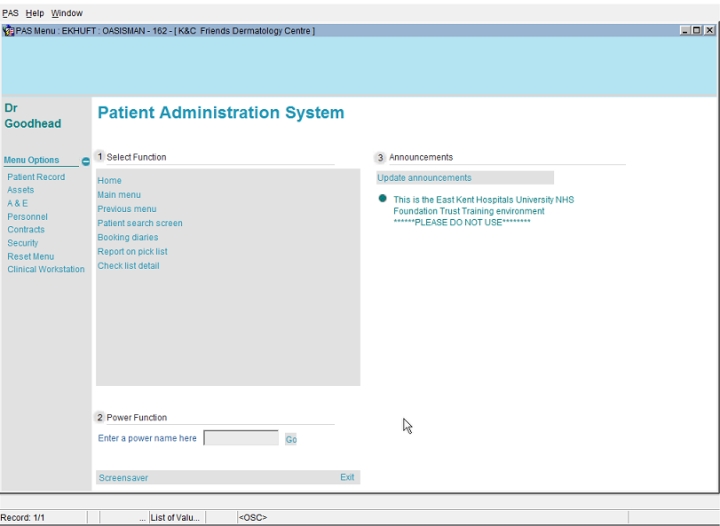 PAS Help Window
PAS Menu : EKHUFT : OASISMAN - 162 - [ K&C Friends Dermatology Centre ]
Dr
Goodhead
Patient Administration System
Menu Options
Patient Record
Assets
A & E
Personnel
Contracts
Security
Reset Menu
Clinical Workstation
1 Select Function
Home
Main menu
Previous menu
Patient search screen
Booking diaries
Report on pick list
Check list detail
2 Power Function
Enter a power name here Go
Screensaver Exit
3 Announcements
Update announcements
This is the East Kent Hospitals University NHS
Foundation Trust Training environment
******PLEASE DO NOT USE********
Record: 1/1 ... List of Valu... <OSC>